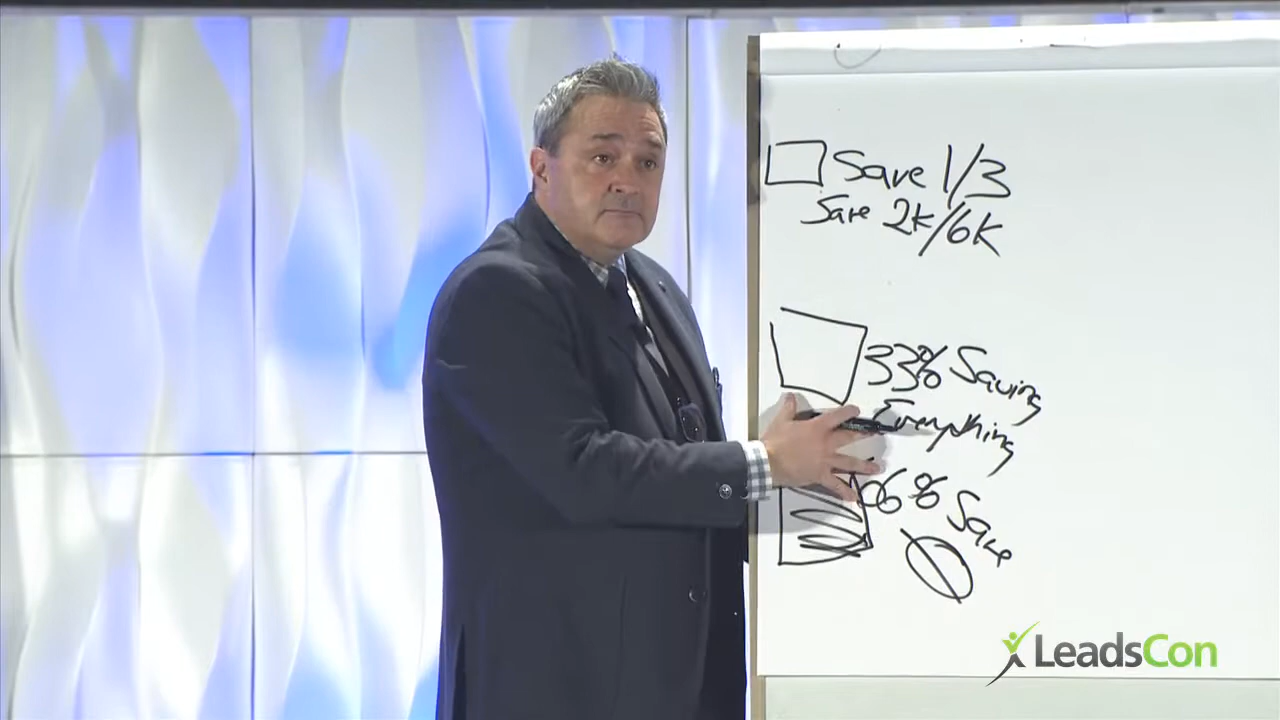 Save 1/3
Save 2k/6k
33% Saving
Everything
66% Save
LeadsCon